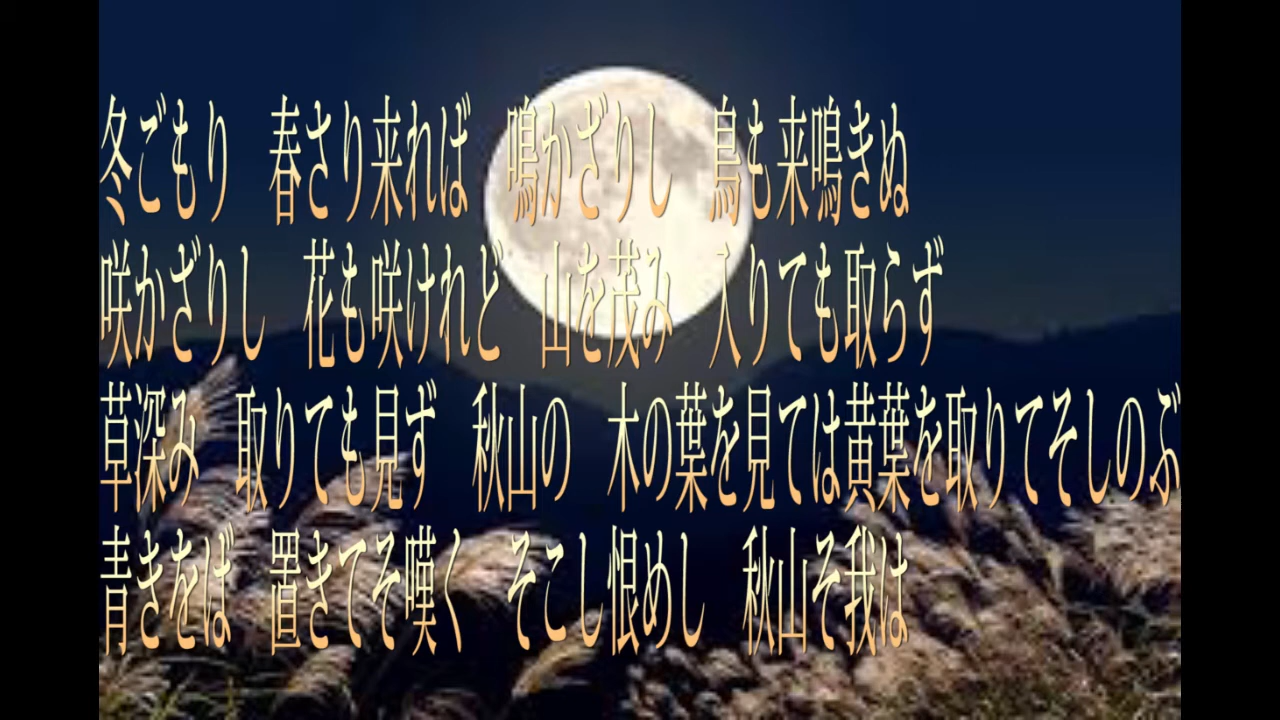 冬ごもり　春さり来れば　鳴かざりし　鳥も来鳴きぬ
咲かざりし　花も咲けれど　山を茂み　入りても取らず
草深み　取りても見ず　秋山の　木の葉を見ては黄葉を取りてそしのぶ
青きをば　置きてそ嘆く　そこし恨めし　秋山そ我は